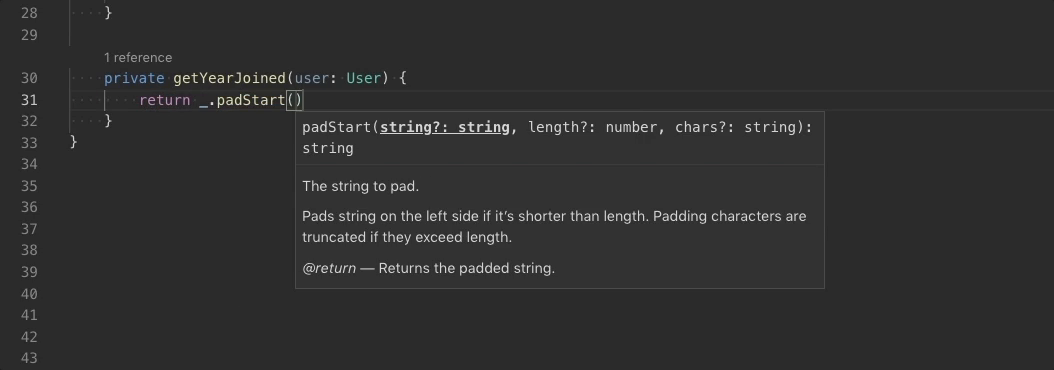 28 ····}
29
1 reference
30 ····private·getYearJoined(user:·User)·{
31 ········return·_.padStart()
32 ····}
33 }
34
35
36
37
38
39
40
41
42
43
padStart(string?: string, length?: number, chars?: string):
string
The string to pad.
Pads string on the left side if it’s shorter than length. Padding characters are
truncated if they exceed length.
@return — Returns the padded string.